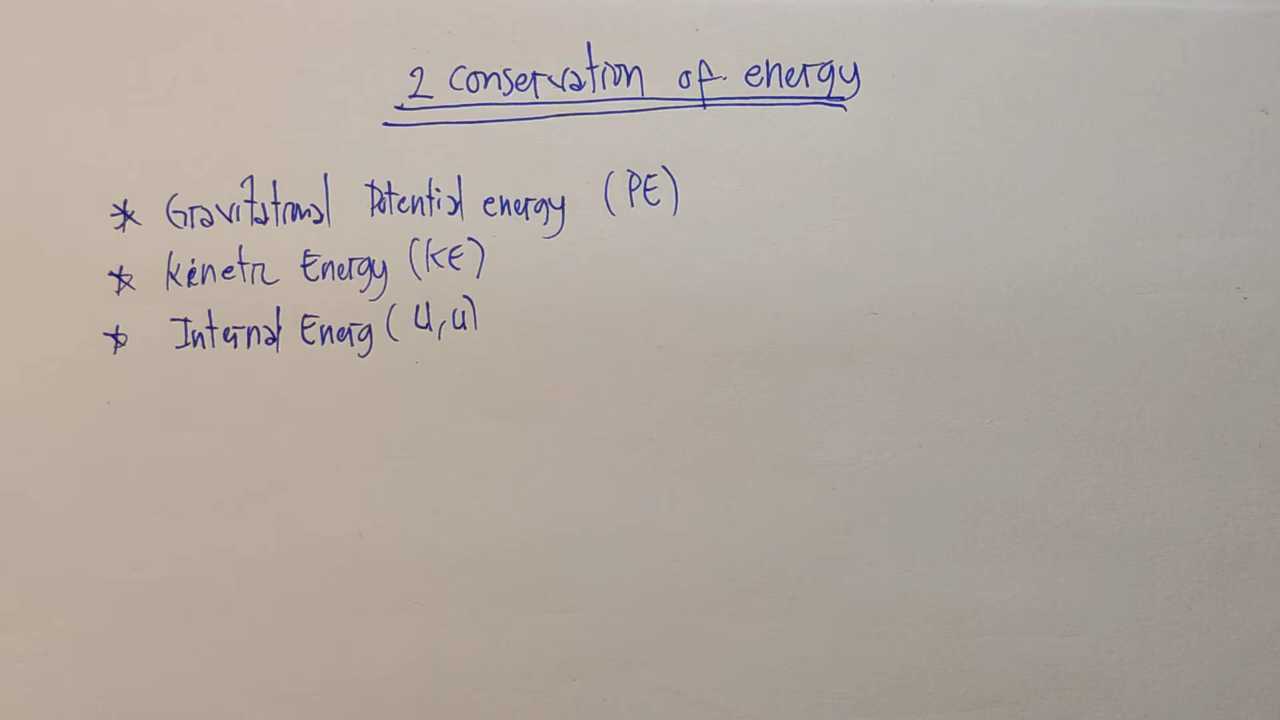 2 conservation of energy
* Gravitational Potential energy (PE)
* Kinetic Energy (KE)
* Internal Energ (U,u)